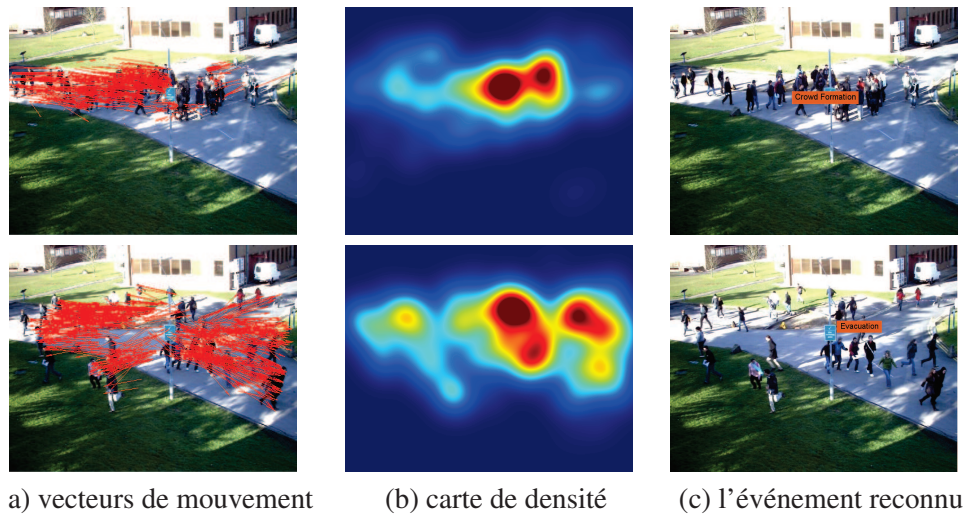 Crowd Formation
Evacuation
a) vecteurs de mouvement
(b) carte de densité
(c) l'événement reconnu